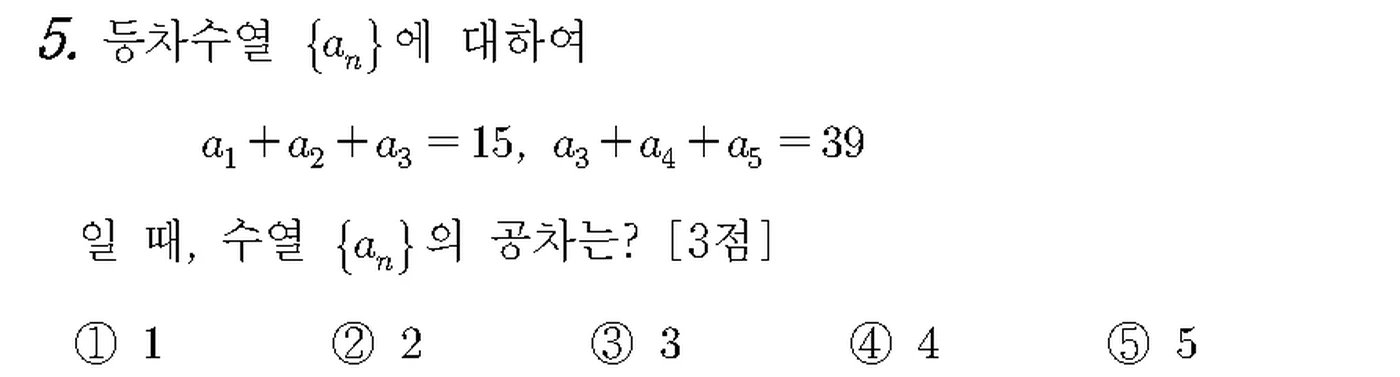 5. 등차수열 {aₙ}에 대하여
a₁+a₂+a₃=15, a₃+a₄+a₅=39
일 때, 수열 {aₙ}의 공차는? [3점]
① 1 ② 2 ③ 3 ④ 4 ⑤ 5